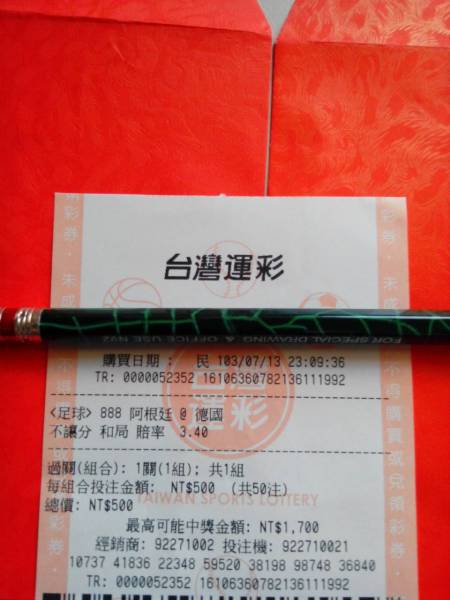 台灣運彩
FOR SPECIAL DRAWING & OFFICE USE No2
購買日期: 民 103/07/13 23:09:36
TR: 0000052352 16106360782136111992
<足球> 888 阿根廷 @ 德國
不讓分 和局 賠率 3.40
過關(組合): 1關(1組); 共1組
每組合投注金額: NT$500 (共50注)
TAIWAN SPORTS LOTTERY
總價: NT$500
最高可能中獎金額: NT$1,700
經銷商: 92271002 投注機: 922710021
10737 41836 22348 59520 38198 98748 36840
TR: 0000052352 16106360782136111992